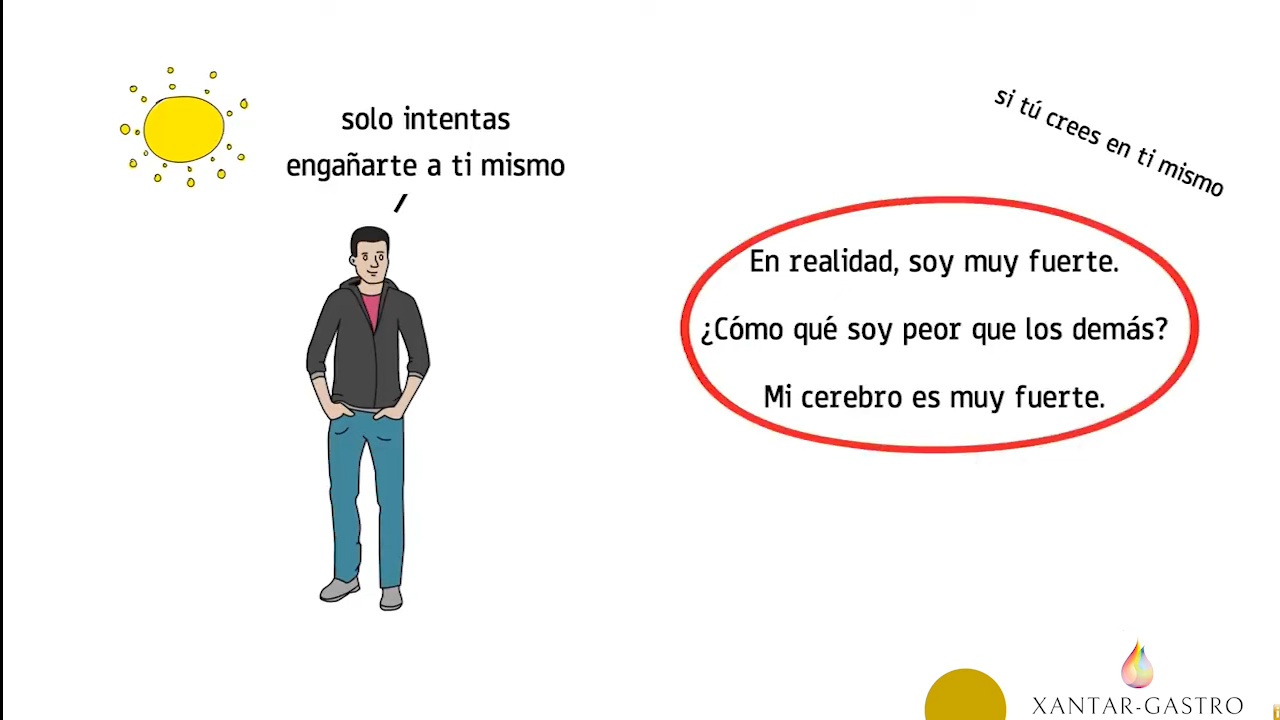 solo intentas
engañarte a ti mismo
si tú crees en ti mismo
En realidad, soy muy fuerte.
¿Cómo qué soy peor que los demás?
Mi cerebro es muy fuerte.
XANTAR-GASTRO